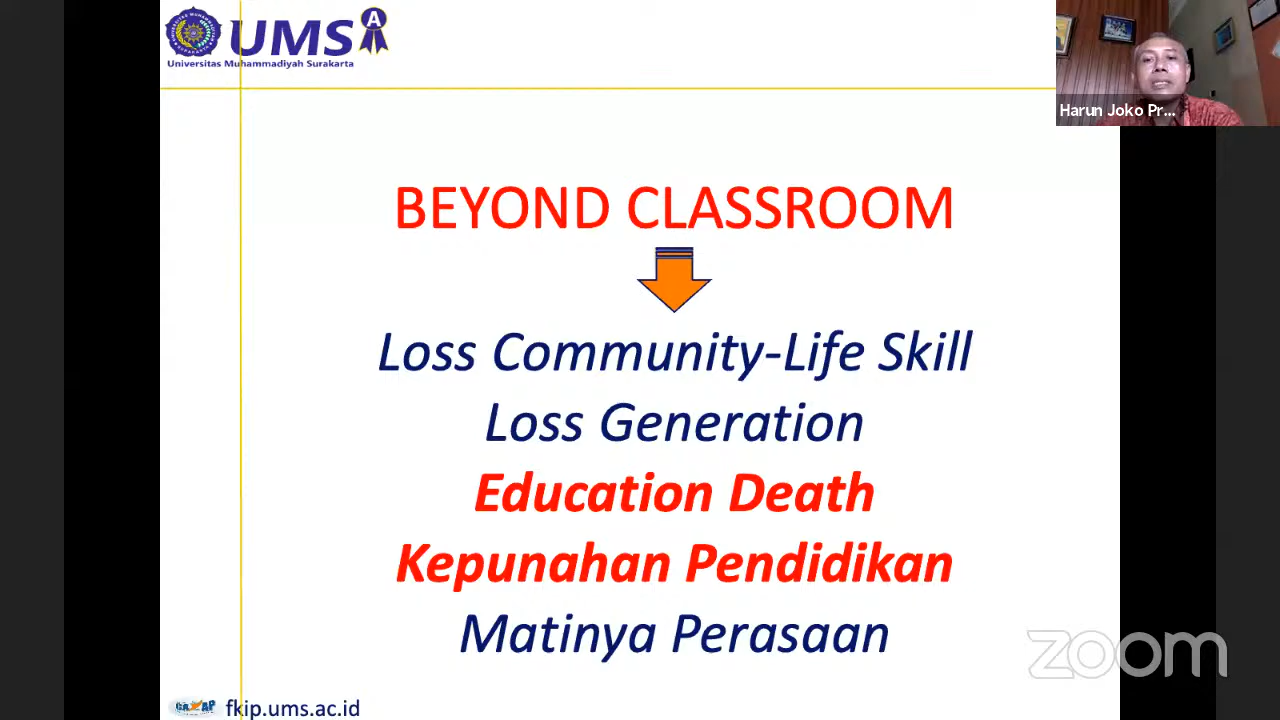 UMS
A
Universitas Muhammadiyah Surakarta
Harun Joko Pr...
BEYOND CLASSROOM
Loss Community-Life Skill
Loss Generation
Education Death
Kepunahan Pendidikan
Matinya Perasaan
zoom
fkip.ums.ac.id